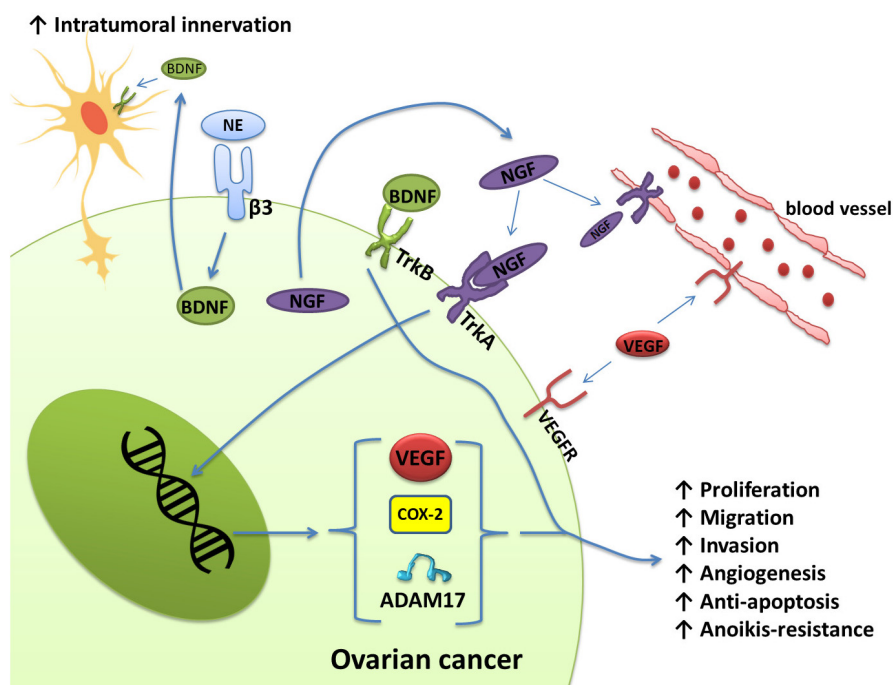 ↑ Intratumoral innervation
BDNF
NE
β3
BDNF
NGF
BDNF
TrkB
NGF
TrkA
NGF
NGF
blood vessel
VEGF
VEGFR
VEGF
COX-2
ADAM17
↑ Proliferation
↑ Migration
↑ Invasion
↑ Angiogenesis
↑ Anti-apoptosis
↑ Anoikis-resistance
Ovarian cancer